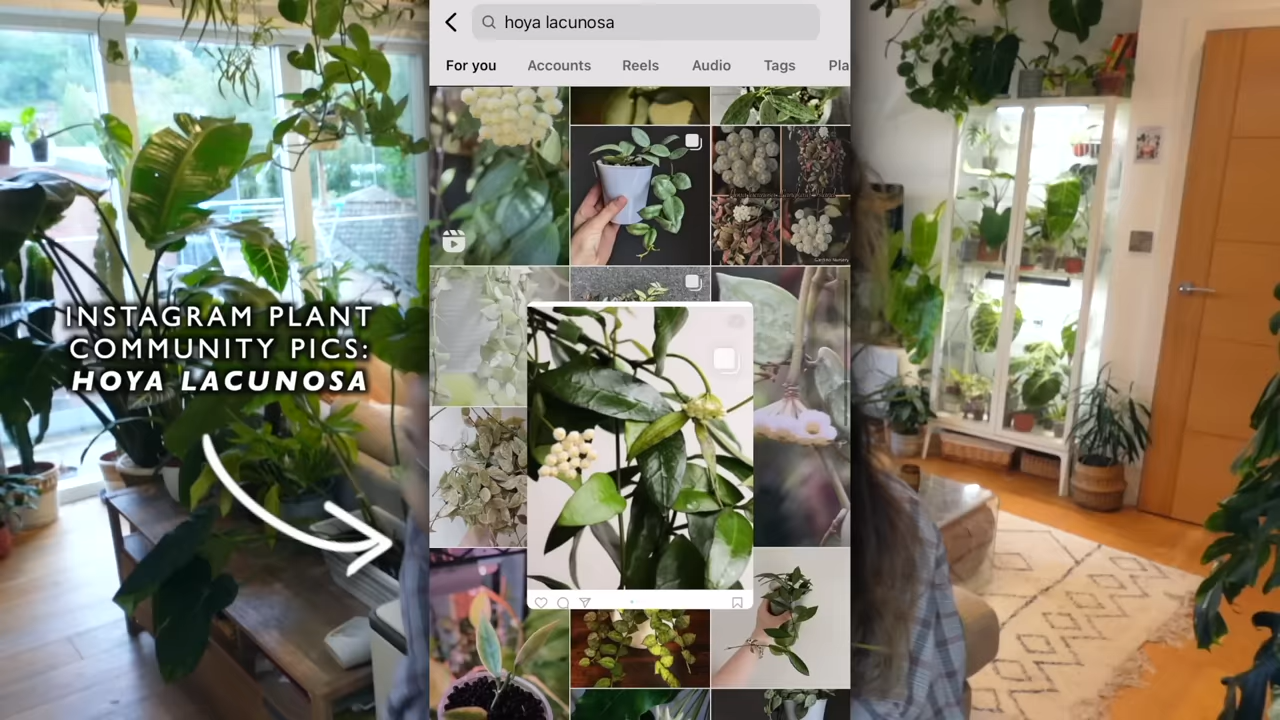 hoya lacunosa
For you Accounts Reels Audio Tags Pla
INSTAGRAM PLANT
COMMUNITY PICS:
HOYA LACUNOSA